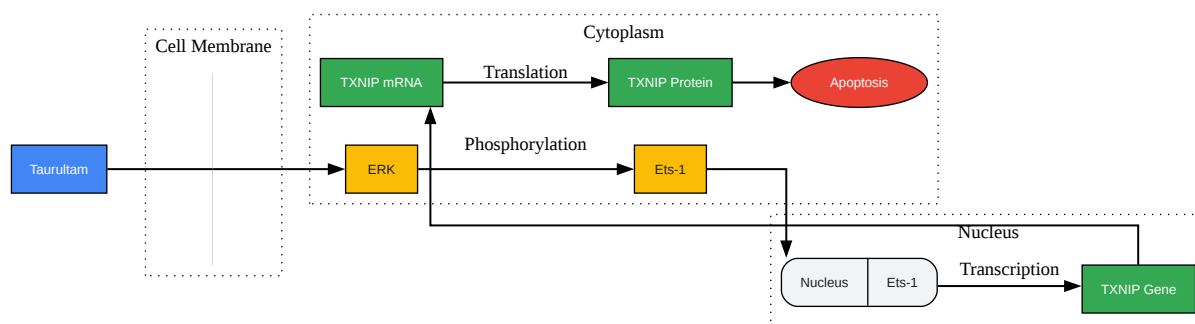 Cytoplasm
Cell Membrane
TXNIP mRNA
Translation
TXNIP Protein
Apoptosis
Taurultam
ERK
Phosphorylation
Ets-1
Nucleus
Nucleus
Ets-1
Transcription
TXNIP Gene